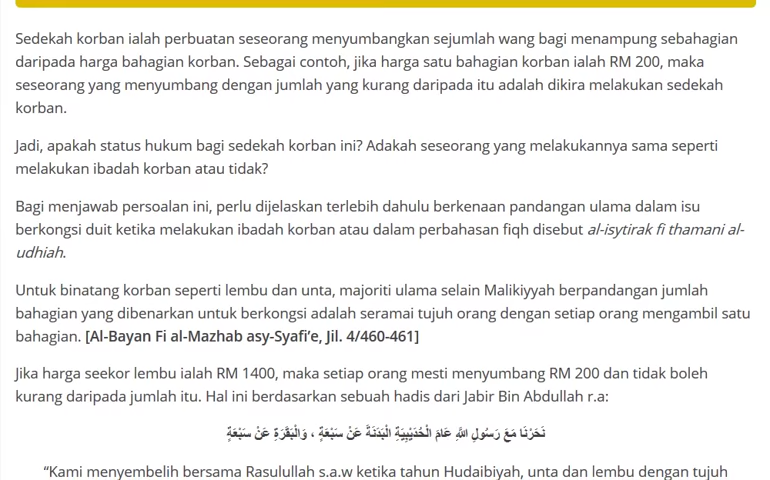 Sedekah korban ialah perbuatan seseorang menyumbangkan sejumlah wang bagi menampung sebahagian
daripada harga bahagian korban. Sebagai contoh, jika harga satu bahagian korban ialah RM 200, maka
seseorang yang menyumbang dengan jumlah yang kurang daripada itu adalah dikira melakukan sedekah
korban.
Jadi, apakah status hukum bagi sedekah korban ini? Adakah seseorang yang melakukannya sama seperti
melakukan ibadah korban atau tidak?
Bagi menjawab persoalan ini, perlu dijelaskan terlebih dahulu berkenaan pandangan ulama dalam isu
berkongsi duit ketika melakukan ibadah korban atau dalam perbahasan fiqh disebut al-isytirak fi thamani al-
udhiah.
Untuk binatang korban seperti lembu dan unta, majoriti ulama selain Malikiyyah berpandangan jumlah
bahagian yang dibenarkan untuk berkongsi adalah seramai tujuh orang dengan setiap orang mengambil satu
bahagian. [Al-Bayan Fi al-Mazhab asy-Syafi’e, Jil. 4/460-461]
Jika harga seekor lembu ialah RM 1400, maka setiap orang mesti menyumbang RM 200 dan tidak boleh
kurang daripada jumlah itu. Hal ini berdasarkan sebuah hadis dari Jabir Bin Abdullah r.a:
نَحَرْنَا مَعَ رَسُولِ اللهِ عَامَ الْحُدَيْبِيَةِ الْبَدَنَةَ عَنْ سَبْعَةٍ ، وَالْبَقَرَةِ عَنْ سَبْعَةٍ
“Kami menyembelih bersama Rasulullah s.a.w ketika tahun Hudaibiyah, unta dan lembu dengan tujuh